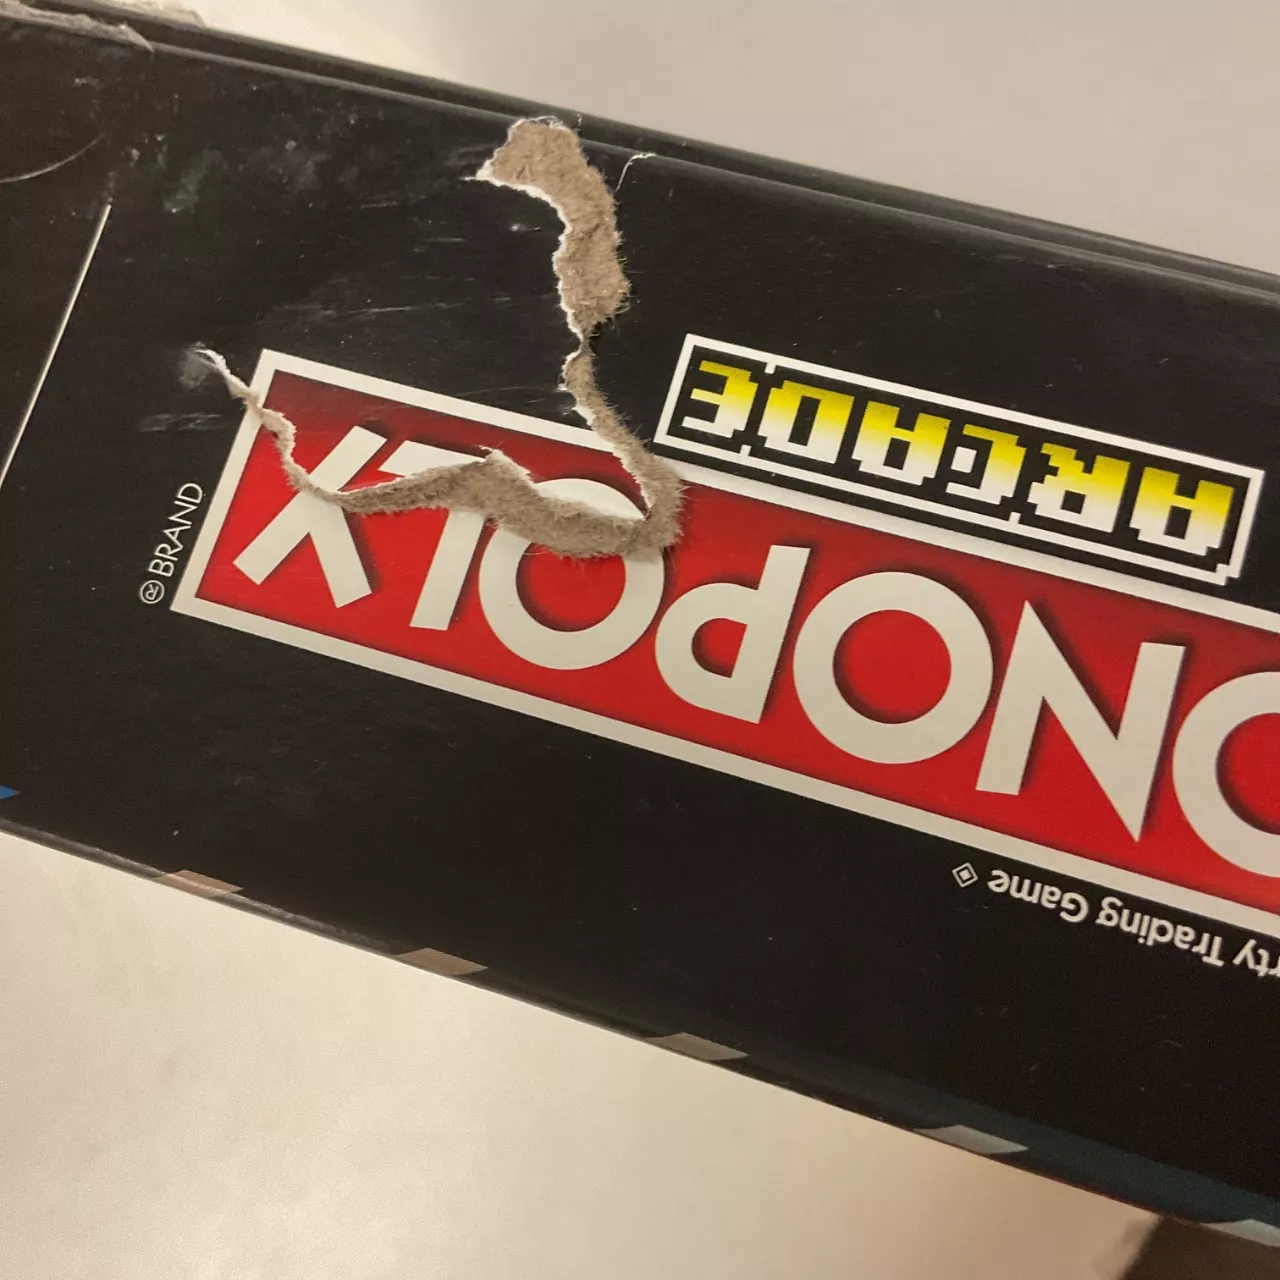 ONOPOLY
ARCADE
® BRAND
rty Trading Game